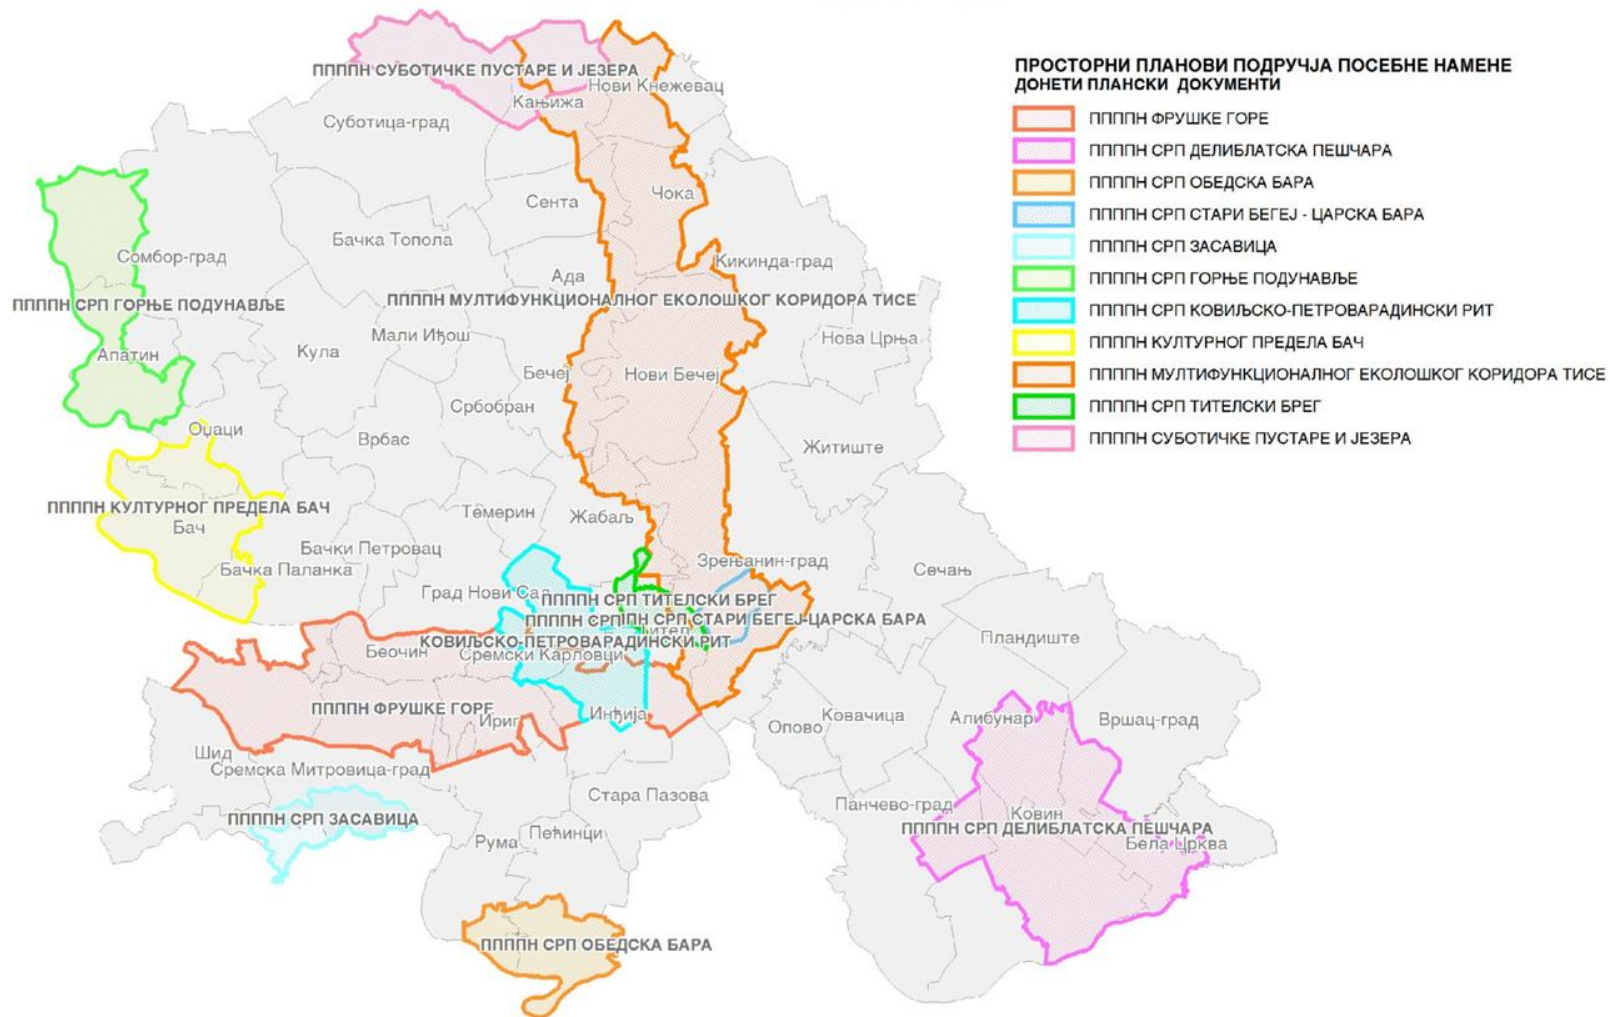 ПРОСТОРНИ ПЛАНОВИ ПОДРУЧЈА ПОСЕБНЕ НАМЕНЕ
ДОНЕТИ ПЛАНСКИ ДОКУМЕНТИ
ПППН ФРУШКЕ ГОРЕ
ПППН СРП ДЕЛИБЛАТСКА ПЕШЧАРА
ПППН СРП ОБЕДСКА БАРА
ПППН СРП СТАРИ БЕГЕЈ - ЦАРСКА БАРА
ПППН СРП ЗАСАВИЦА
ПППН СРП ГОРЊЕ ПОДУНАВЉЕ
ПППН СРП КОВИЉСКО-ПЕТРОВАРАДИНСКИ РИТ
ПППН КУЛТУРНОГ ПРЕДЕЛА БАЧ
ПППН МУЛТИФУНКЦИОНАЛНОГ ЕКОЛОШКОГ КОРИДОРА ТИСЕ
ПППН СРП ТИТЕЛСКИ БРЕГ
ПППН СУБОТИЧКЕ ПУСТАРЕ И ЈЕЗЕРА
ПППН СУБОТИЧКЕ ПУСТАРЕ И ЈЕЗЕРА
Нови Кнежевац
Кањижа
Суботица-град
Чока
Сента
Бачка Топола
Сомбор-град
Кикинда-град
Ада
ПППН МУЛТИФУНКЦИОНАЛНОГ ЕКОЛОШКОГ КОРИДОРА ТИСЕ
ПППН СРП ГОРЊЕ ПОДУНАВЉЕ
Мали Иђош
Нова Црња
Кула
Апатин
Бечеј
Нови Бечеј
Србобран
Оџаци
Врбас
Житиште
ПППН КУЛТУРНОГ ПРЕДЕЛА БАЧ
Бач
Темерин
Жабаљ
Бачки Петровац
Зрењанин-град
Сечањ
Бачка Паланка
Град Нови Сад
ПППН СРП ТИТЕЛСКИ БРЕГ
ПППН СРП
ПН СРП СТАРИ БЕГЕЈ-ЦАРСКА БАРА
КОВИЉСКО-ПЕТРОВАРАДИНСКИ РИТ
Пландиште
Беочин
Сремски Карловци
ПППН ФРУШКЕ ГОРЕ
Ириг
Инђија
Ковачица
Опово
Алибунар
Вршац-град
Шид
Сремска Митровица-град
Стара Пазова
Панчево-град
Ковин
ПППН СРП ЗАСАВИЦА
ПППН СРП ДЕЛИБЛАТСКА ПЕШЧАРА
Рума
Пећинци
Бела Црква
ПППН СРП ОБЕДСКА БАРА